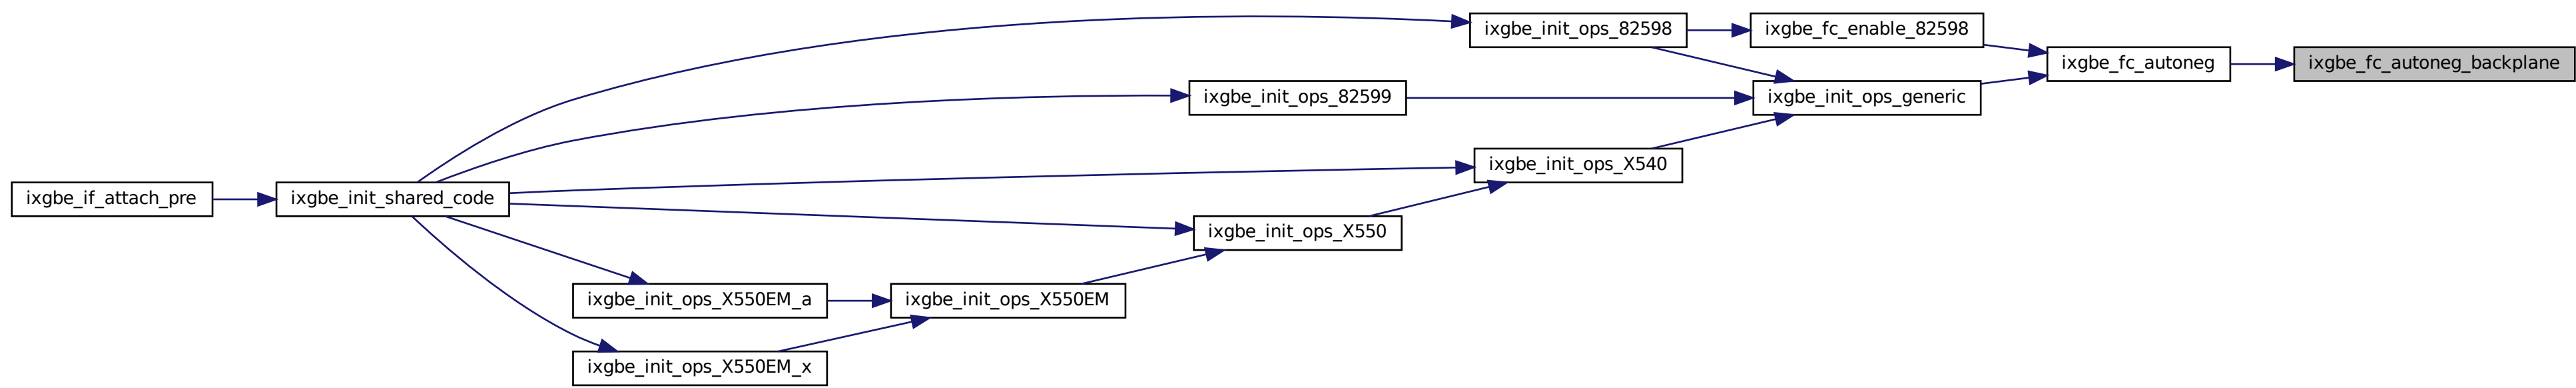 ixgbe_init_ops_82598
ixgbe_fc_enable_82598
ixgbe_fc_autoneg
ixgbe_fc_autoneg_backplane
ixgbe_init_ops_82599
ixgbe_init_ops_generic
ixgbe_init_ops_X540
ixgbe_if_attach_pre
ixgbe_init_shared_code
ixgbe_init_ops_X550
ixgbe_init_ops_X550EM_a
ixgbe_init_ops_X550EM
ixgbe_init_ops_X550EM_x